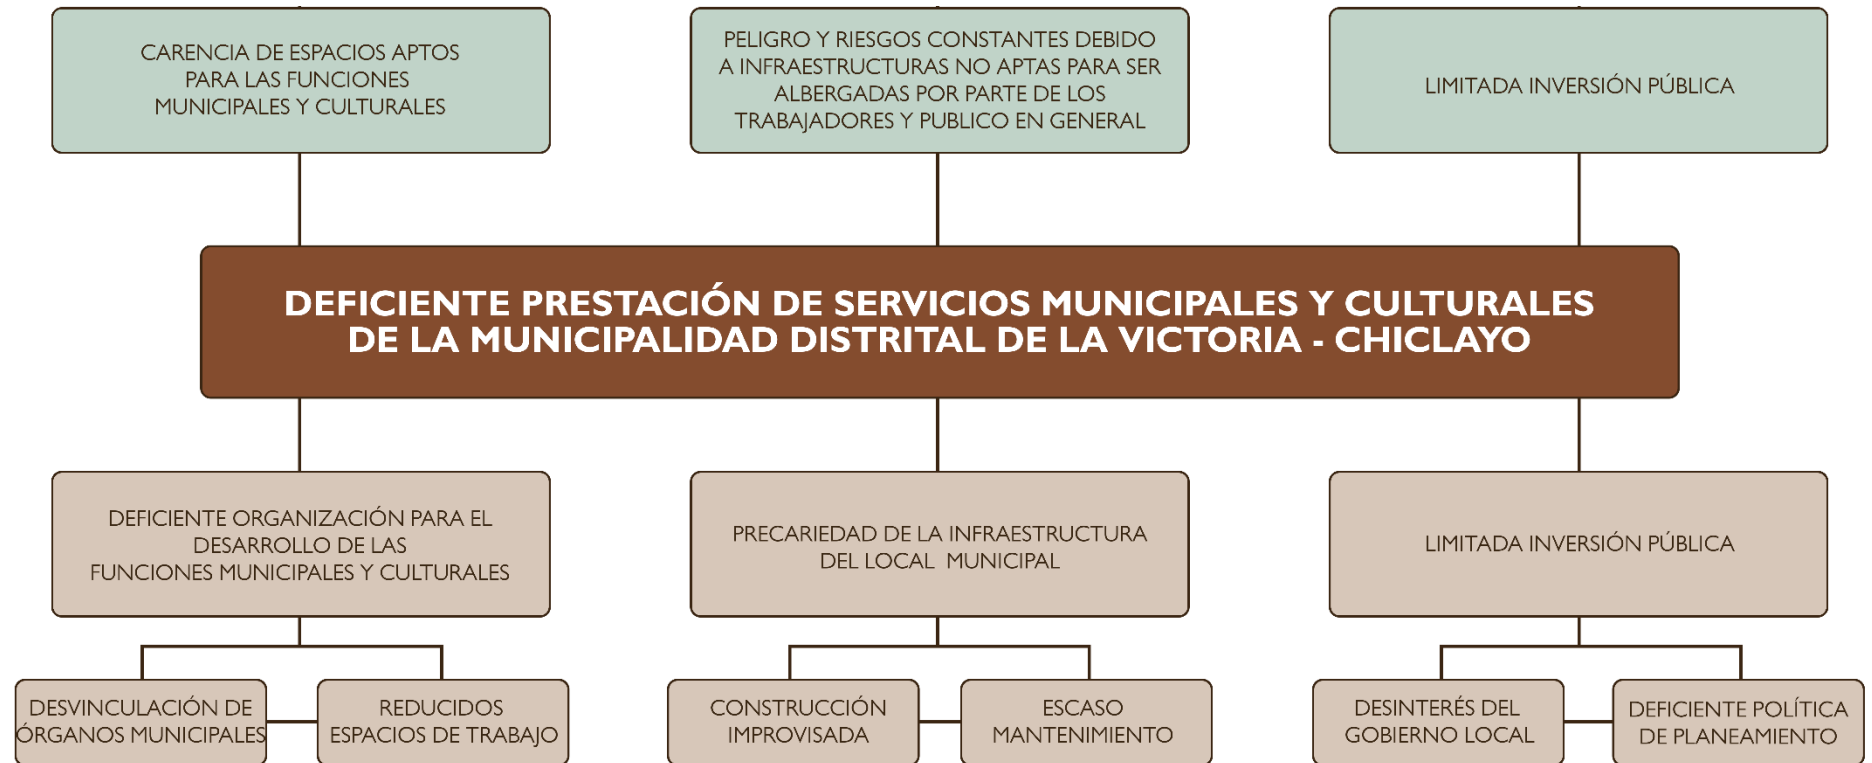 CARENCIA DE ESPACIOS APTOS
PARA LAS FUNCIONES
MUNICIPALES Y CULTURALES
PELIGRO Y RIESGOS CONSTANTES DEBIDO
A INFRAESTRUCTURAS NO APTAS PARA SER
ALBERGADAS POR PARTE DE LOS
TRABAJADORES Y PUBLICO EN GENERAL
LIMITADA INVERSIÓN PÚBLICA
DEFICIENTE PRESTACIÓN DE SERVICIOS MUNICIPALES Y CULTURALES
DE LA MUNICIPALIDAD DISTRITAL DE LA VICTORIA - CHICLAYO
DEFICIENTE ORGANIZACIÓN PARA EL
DESARROLLO DE LAS
FUNCIONES MUNICIPALES Y CULTURALES
PRECARIEDAD DE LA INFRAESTRUCTURA
DEL LOCAL MUNICIPAL
LIMITADA INVERSIÓN PÚBLICA
DESVINCULACIÓN DE
ÓRGANOS MUNICIPALES
REDUCIDOS
ESPACIOS DE TRABAJO
CONSTRUCCIÓN
IMPROVISADA
ESCASO
MANTENIMIENTO
DESINTERÉS DEL
GOBIERNO LOCAL
DEFICIENTE POLÍTICA
DE PLANEAMIENTO